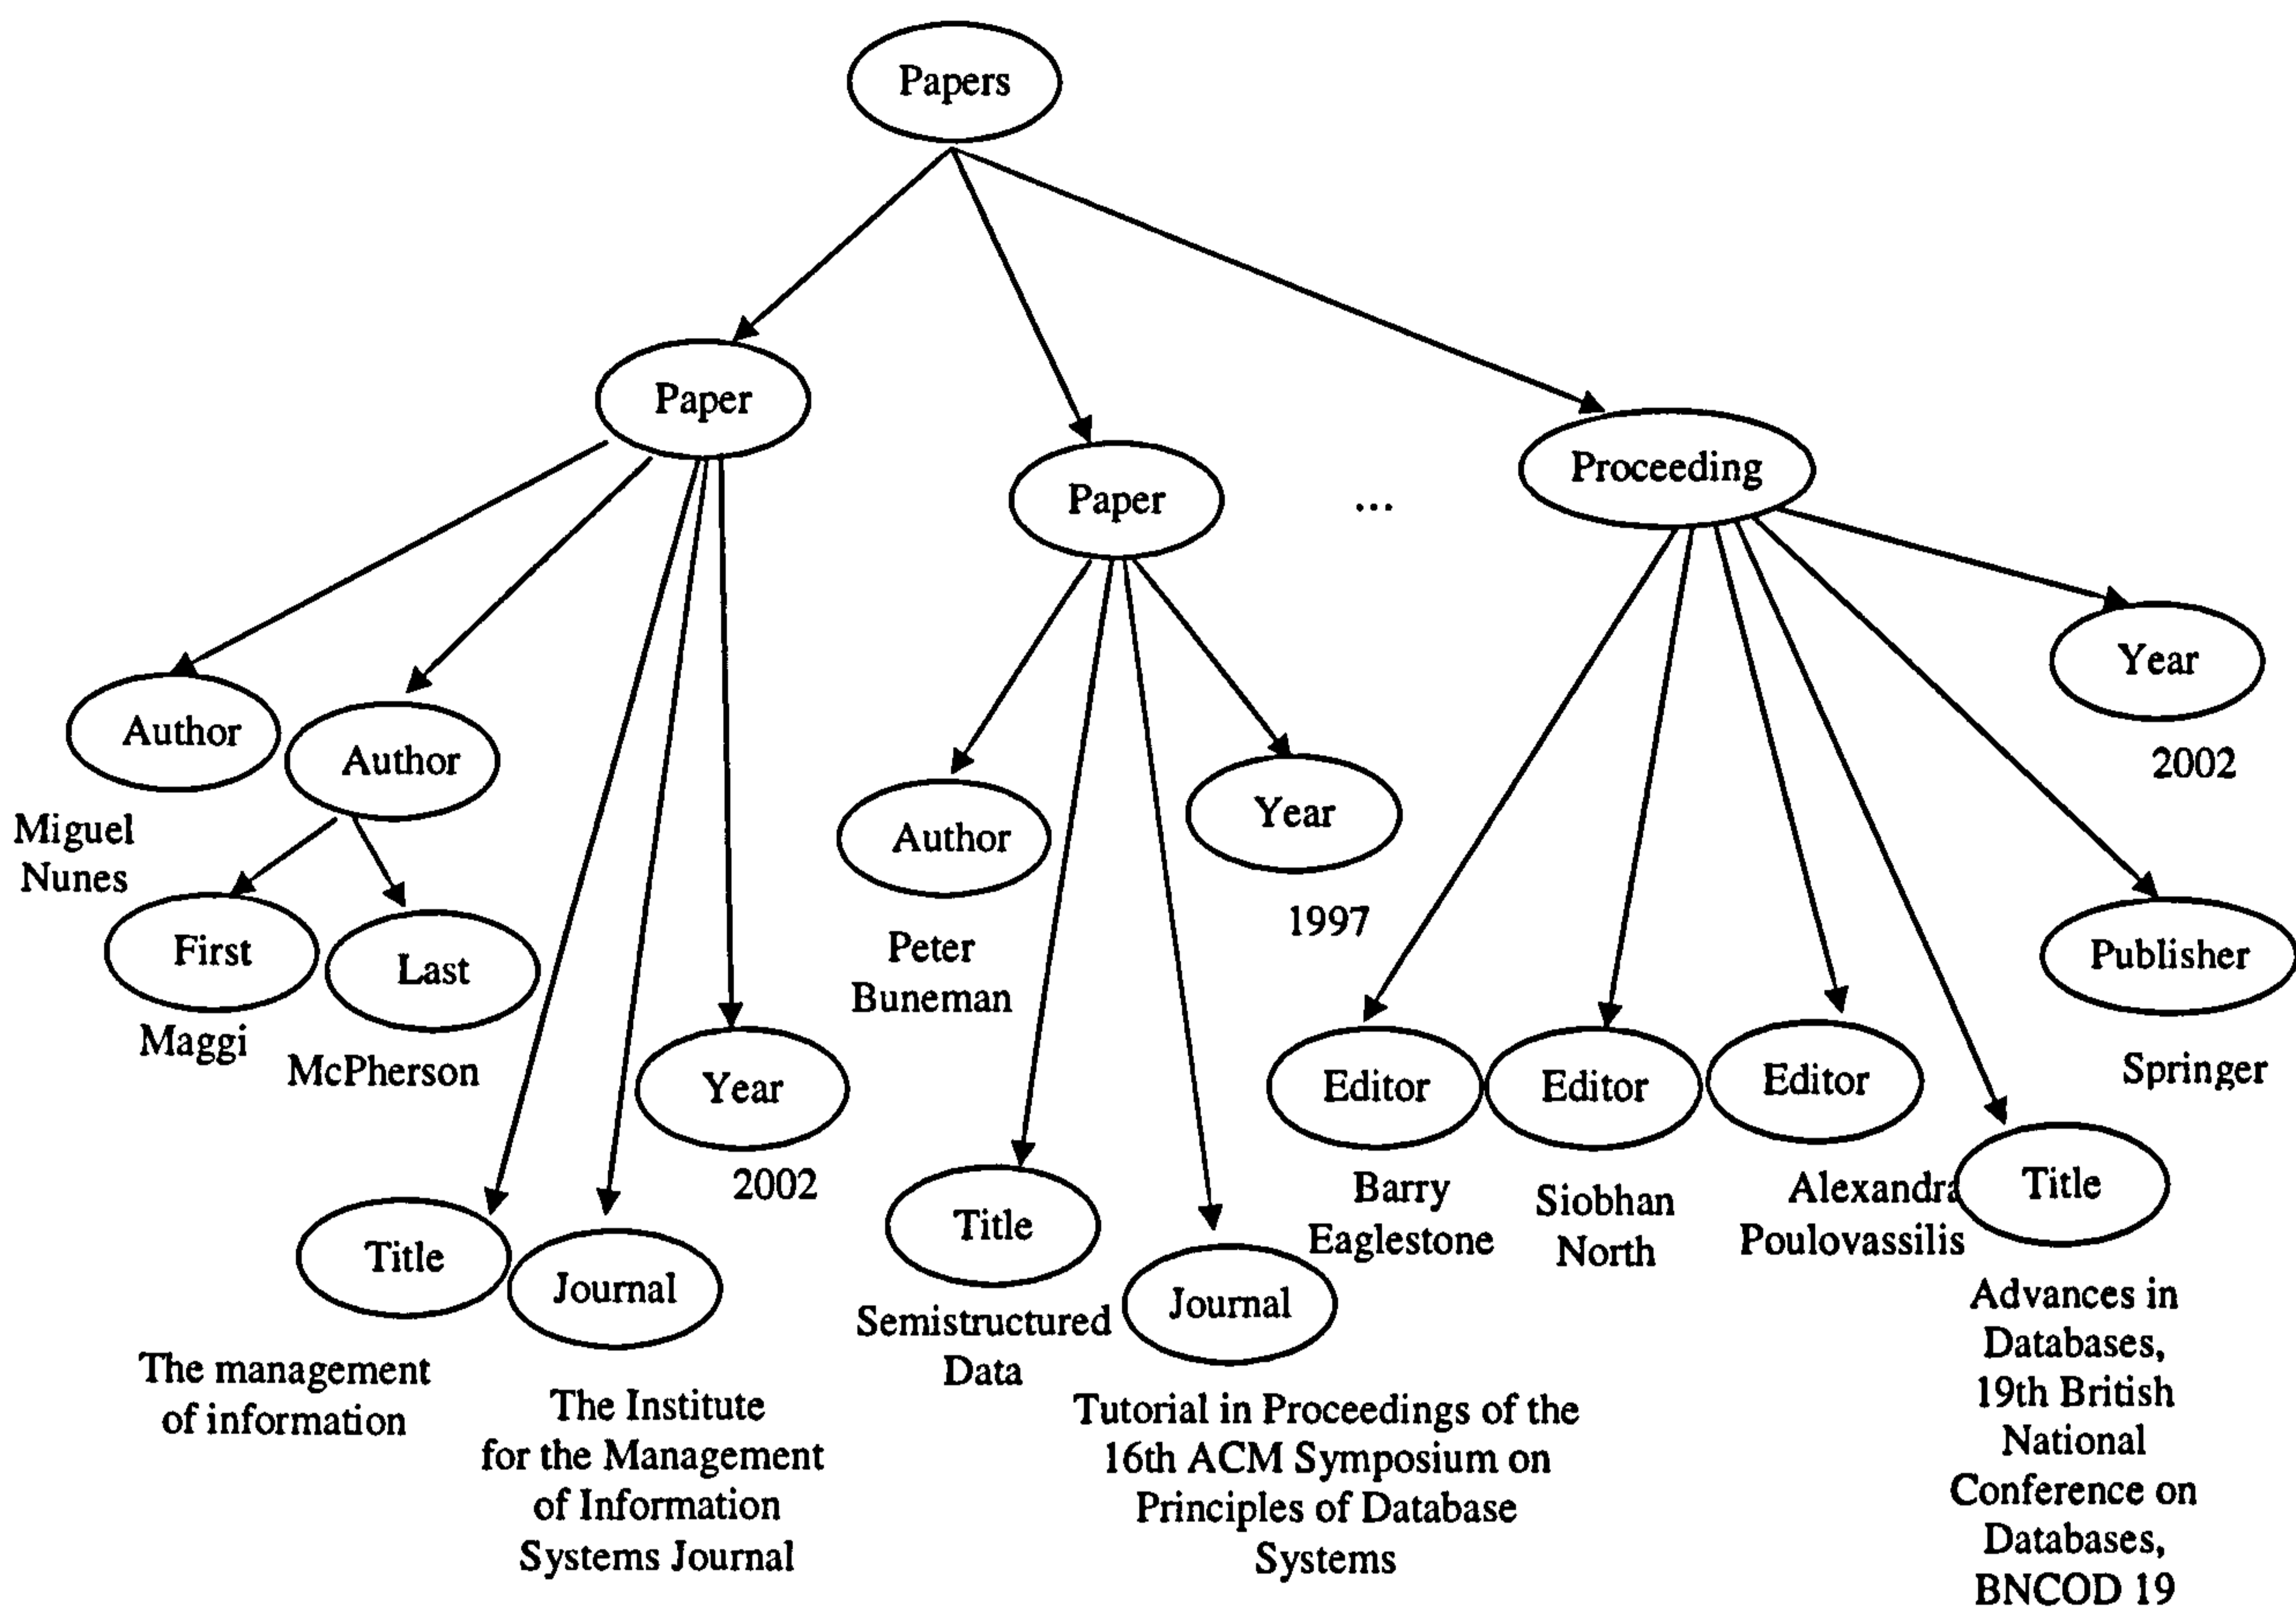 Papers
Paper
Paper
...
Proceeding
Author
Miguel
Nunes
Author
First
Maggi
Last
McPherson
Title
The management
of information
Journal
The Institute
for the Management
of Information
Systems Journal
Year
2002
Author
Peter
Buneman
Title
Semistructured
Data
Journal
Tutorial in Proceedings of the
16th ACM Symposium on
Principles of Database
Systems
Year
1997
Editor
Barry
Eaglestone
Editor
Siobhan
North
Editor
Alexandra
Poulovassilis
Title
Advances in
Databases,
19th British
National
Conference on
Databases,
BNCOD 19
Publisher
Springer
Year
2002